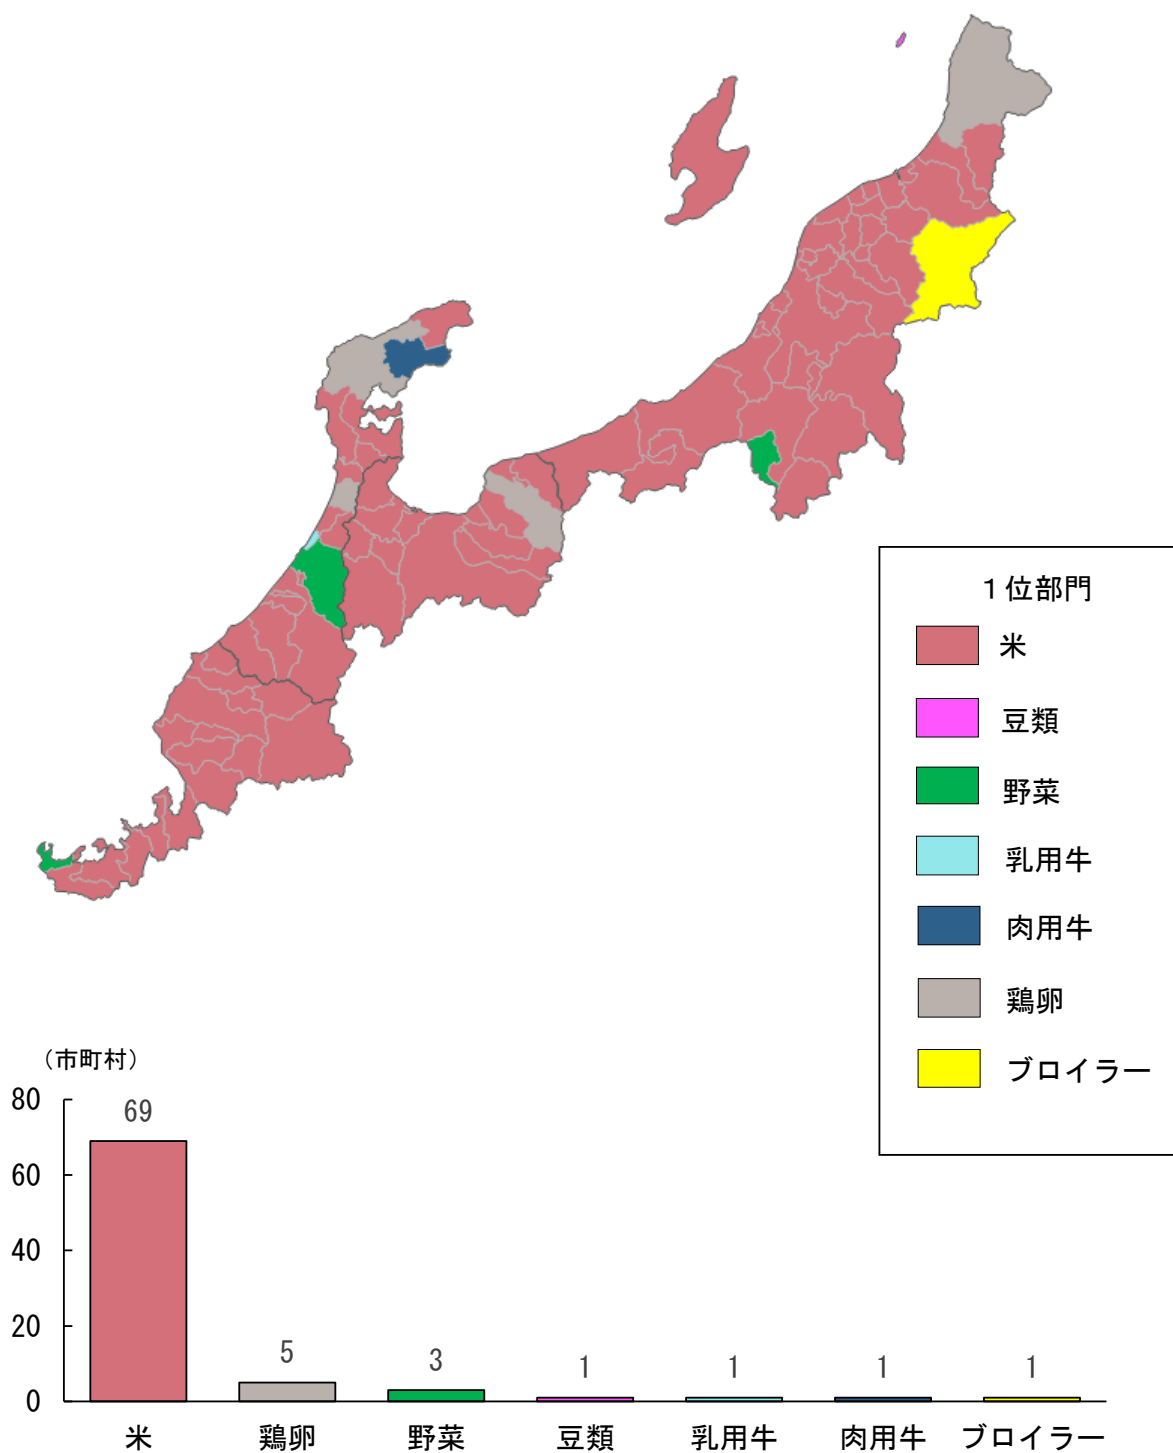 １位部門
米
豆類
野菜
乳用牛
肉用牛
鶏卵
ブロイラー
（市町村）
80
60
40
20
0
69
5
3
1
1
1
1
米
鶏卵
野菜
豆類
乳用牛
肉用牛
ブロイラー